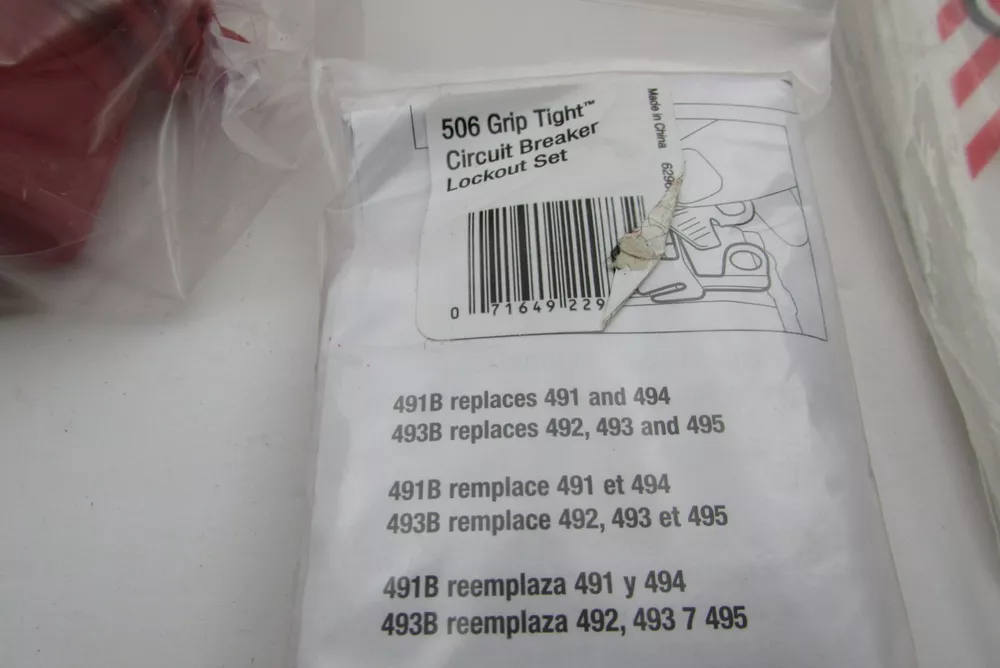 506 Grip Tight™
Circuit Breaker
Lockout Set
Made in China
0 71649 229
491B replaces 491 and 494
493B replaces 492, 493 and 495
491B remplace 491 et 494
493B remplace 492, 493 et 495
491B reemplaza 491 y 494
493B reemplaza 492, 493 7 495